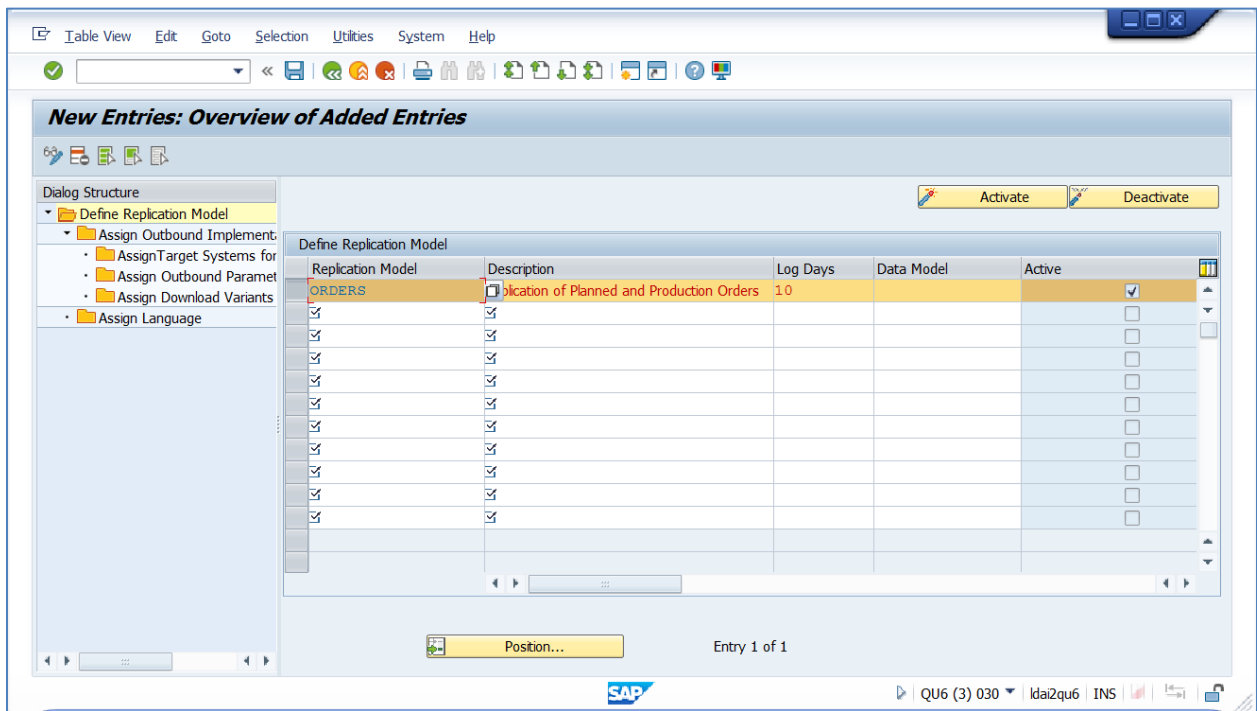 Table View Edit Goto Selection Utilities System Help
New Entries: Overview of Added Entries
Dialog Structure
Activate Deactivate
Define Replication Model
Assign Outbound Implement
AssignTarget Systems for
Assign Outbound Paramet
Assign Download Variants
Assign Language
Define Replication Model
Replication Model Description Log Days Data Model Active
ORDERS plication of Planned and Production Orders 10
Position... Entry 1 of 1
SAP QU6 (3) 030 ldai2qu6 INS